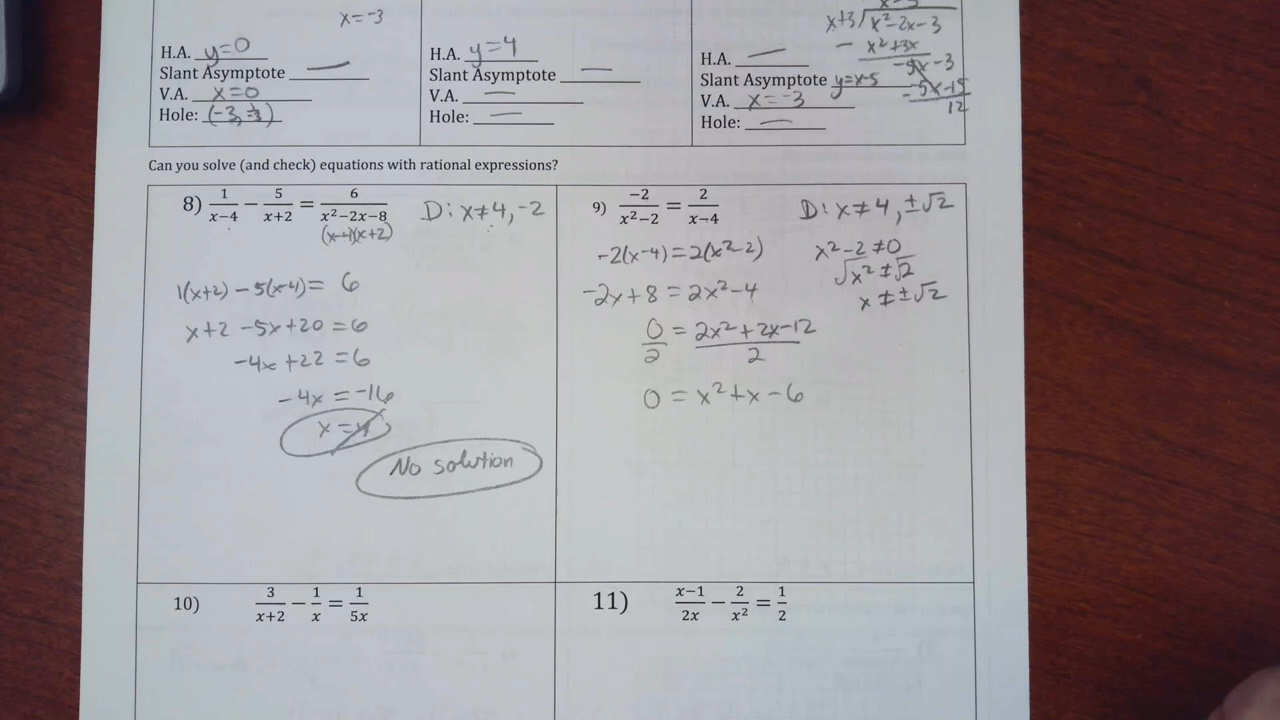 x=-3
x+3 x²-2x-3
- x²+3x
-5x-3
- -5x-15
12
H.A. y=0
Slant Asymptote —
V.A. x=0
Hole: (-3,
H.A. y=4
Slant Asymptote —
V.A. —
Hole: —
H.A. —
Slant Asymptote y=x-5
V.A. x=-3
Hole: —
Can you solve (and check) equations with rational expressions?
8) 1/(x-4) - 5/(x+2) = 6/(x²-2x-8) D: x≠4,-2
(x-4)(x+2)
1(x+2) - 5(x-4) = 6
x+2 -5x+20 = 6
-4x +22 = 6
-4x = -16
x = 4
No solution
9) -2/(x²-2) = 2/(x-4) D: x≠4, ±√2
-2(x-4) = 2(x²-2) x²-2≠0
-2x+8 = 2x²-4 √x² ≠ √2
x ≠ ±√2
0/2 = (2x²+2x-12)/2
0 = x²+x-6
10) 3/(x+2) - 1/x = 1/5x
11) (x-1)/2x - 2/x² = 1/2